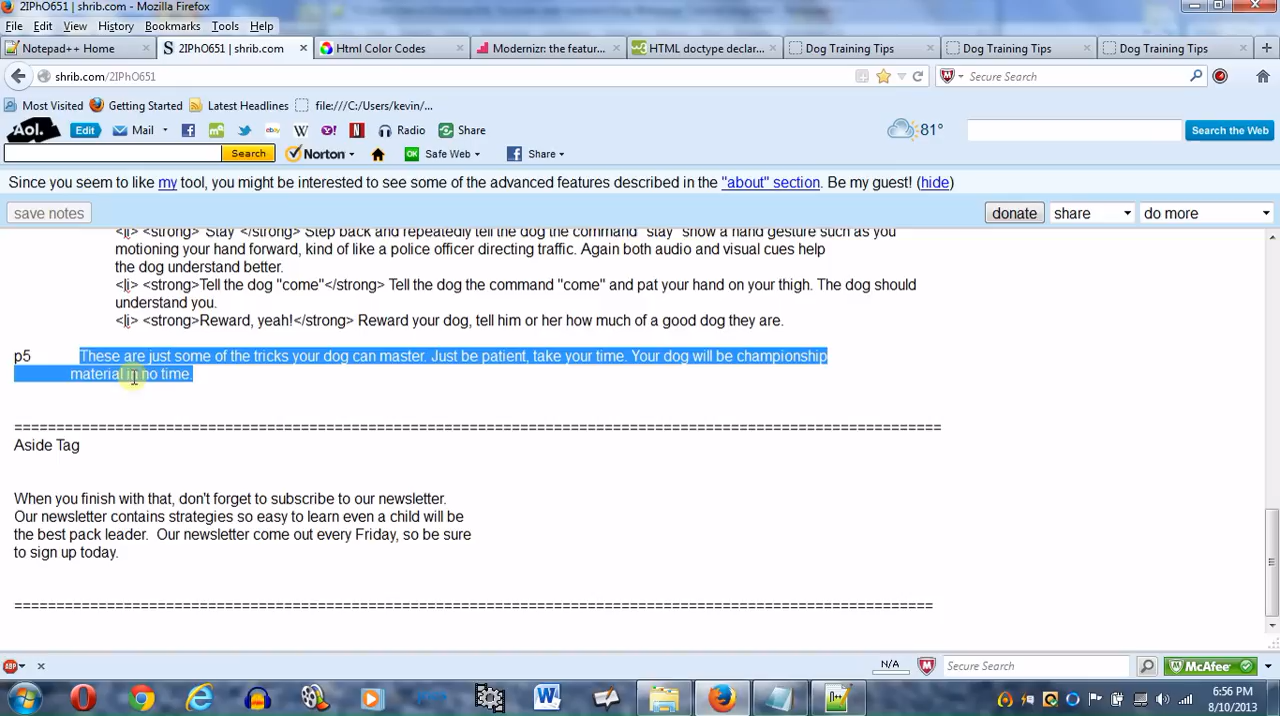 2IPhO651 | shrib.com - Mozilla Firefox
File Edit View History Bookmarks Tools Help
Notepad++ Home × S 2IPhO651 | shrib.com × Html Color Codes × Modernizr: the featur... × HTML doctype declar... × Dog Training Tips × Dog Training Tips × Dog Training Tips × +
shrib.com/2IPhO651 Secure Search
Most Visited Getting Started Latest Headlines file:///C:/Users/kevin/...
Aol. Edit Mail Radio Share 81° Search the Web
Search Norton Safe Web Share
Since you seem to like my tool, you might be interested to see some of the advanced features described in the "about" section. Be my guest! (hide)
save notes donate share do more
<li> <strong> "Stay"</strong> Step back and repeatedly tell the dog the command "stay" show a hand gesture such as you
motioning your hand forward, kind of like a police officer directing traffic. Again both audio and visual cues help
the dog understand better.
<li> <strong>Tell the dog "come"</strong> Tell the dog the command "come" and pat your hand on your thigh. The dog should
understand you.
<li> <strong>Reward, yeah!</strong> Reward your dog, tell him or her how much of a good dog they are.
p5 These are just some of the tricks your dog can master. Just be patient, take your time. Your dog will be championship
material in no time.
==========================================================================================
Aside Tag
When you finish with that, don't forget to subscribe to our newsletter.
Our newsletter contains strategies so easy to learn even a child will be
the best pack leader. Our newsletter come out every Friday, so be sure
to sign up today.
=========================================================================================
ABP × N/A Secure Search McAfee
6:56 PM
8/10/2013